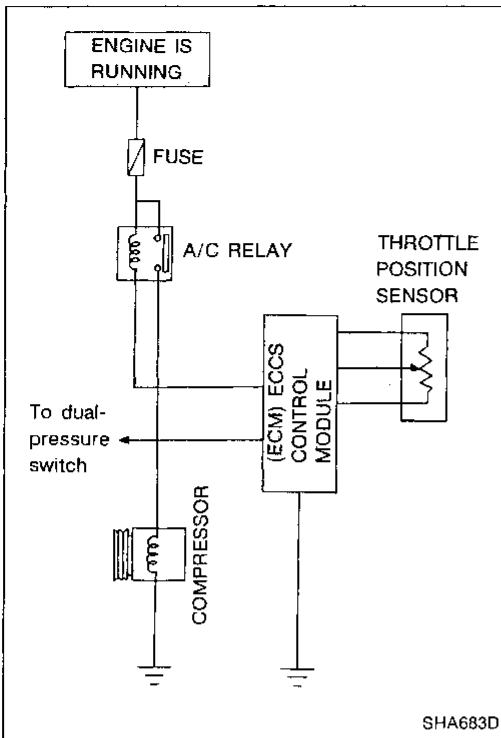 ENGINE IS
RUNNING
FUSE
A/C RELAY
THROTTLE
POSITION
SENSOR
(ECM) ECCS
CONTROL
MODULE
To dual-
pressure
switch
COMPRESSOR
SHA683D